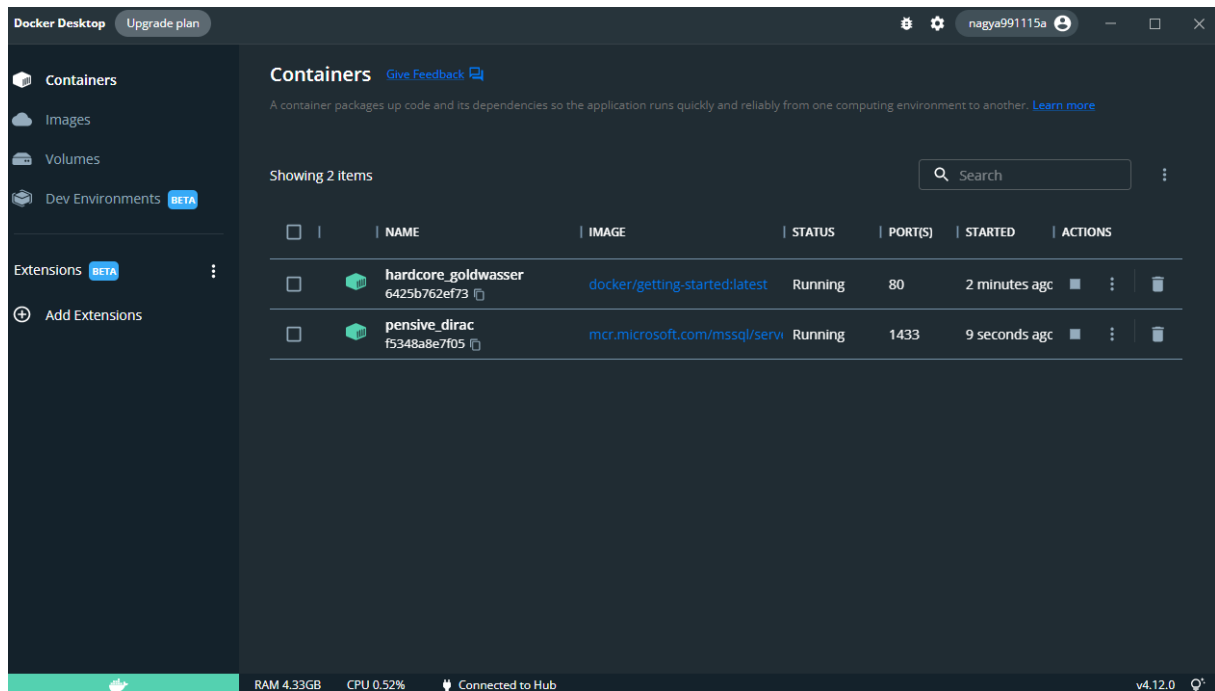 Docker Desktop Upgrade plan nagya991115a
Containers
Images
Volumes
Dev Environments BETA
Extensions BETA
Add Extensions
Containers Give Feedback
A container packages up code and its dependencies so the application runs quickly and reliably from one computing environment to another. Learn more
Showing 2 items Search
NAME IMAGE STATUS PORT(S) STARTED ACTIONS
hardcore_goldwasser
6425b762ef73
docker/getting-started:latest Running 80 2 minutes agc
pensive_dirac
f5348a8e7f05
mcr.microsoft.com/mssql/serv Running 1433 9 seconds agc
RAM 4.33GB CPU 0.52% Connected to Hub v4.12.0